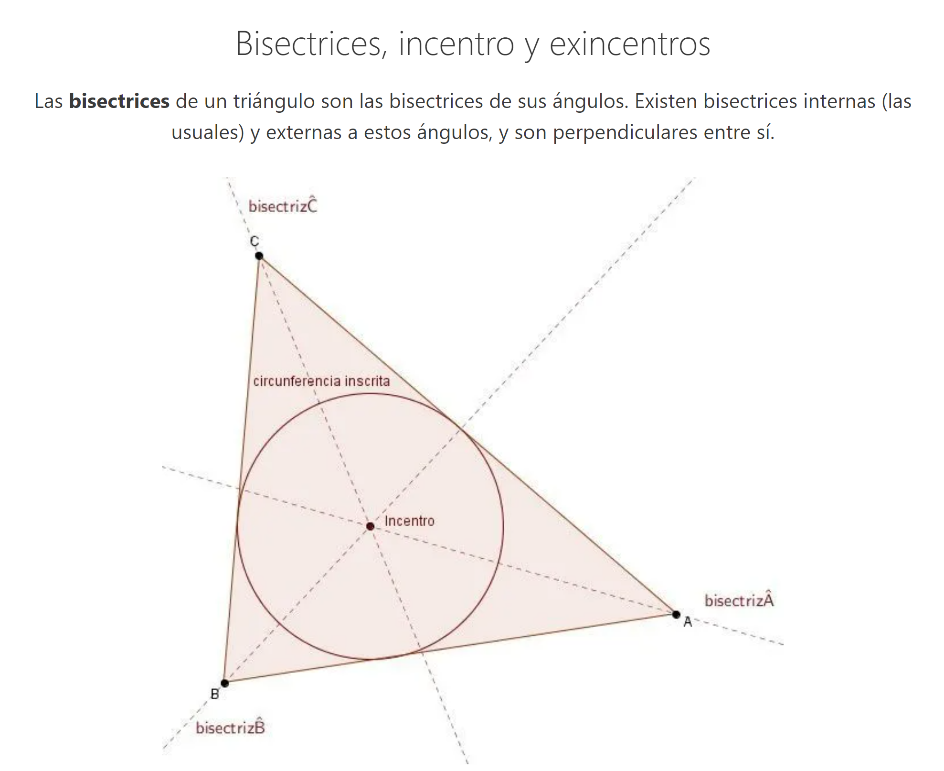 Bisectrices, incentro y exincentros
Las bisectrices de un triángulo son las bisectrices de sus ángulos. Existen bisectrices internas (las
usuales) y externas a estos ángulos, y son perpendiculares entre sí.
bisectrizĈ
C
circunferencia inscrita
Incentro
bisectrizÂ
A
B
bisectrizB̂